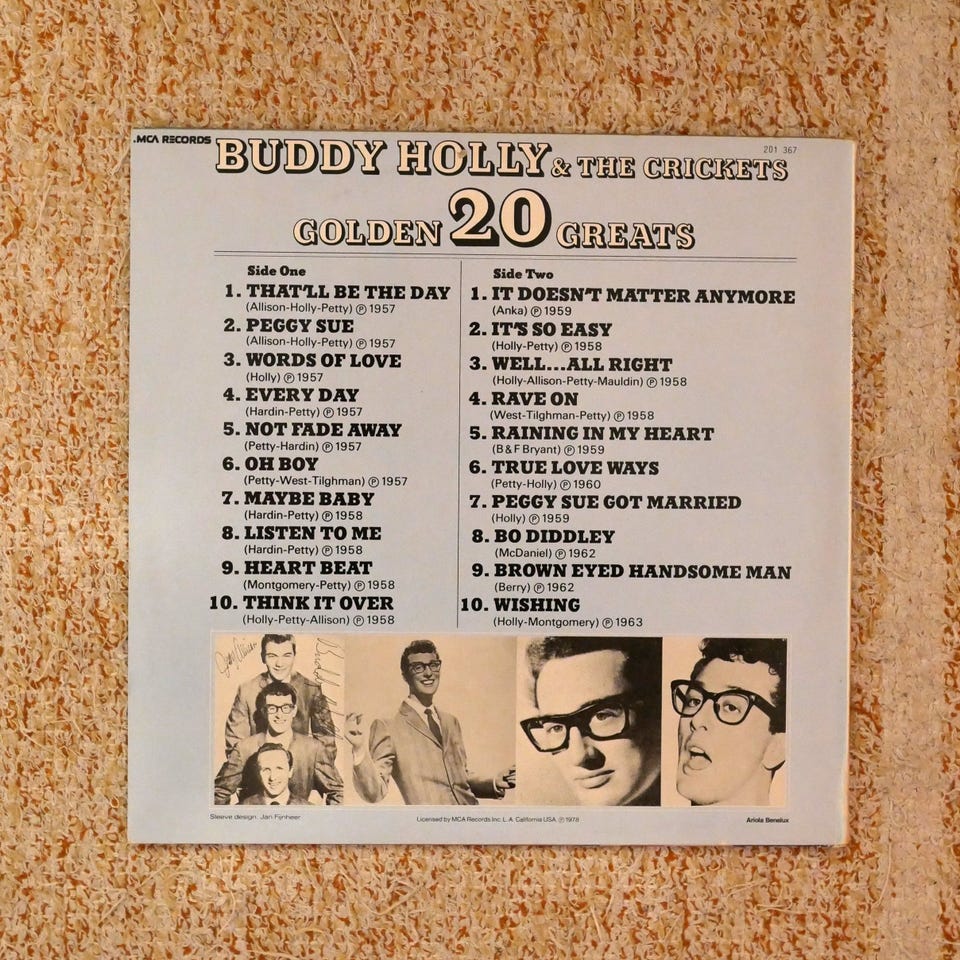 .MCA RECORDS
BUDDY HOLLY & THE CRICKETS
201 367
GOLDEN 20 GREATS
Side One
1. THAT'LL BE THE DAY
(Allison-Holly-Petty) Ⓟ 1957
2. PEGGY SUE
(Allison-Holly-Petty) Ⓟ 1957
3. WORDS OF LOVE
(Holly) Ⓟ 1957
4. EVERY DAY
(Hardin-Petty) Ⓟ 1957
5. NOT FADE AWAY
(Petty-Hardin) Ⓟ 1957
6. OH BOY
(Petty-West-Tilghman) Ⓟ 1957
7. MAYBE BABY
(Hardin-Petty) Ⓟ 1958
8. LISTEN TO ME
(Hardin-Petty) Ⓟ 1958
9. HEART BEAT
(Montgomery-Petty) Ⓟ 1958
10. THINK IT OVER
(Holly-Petty-Allison) Ⓟ 1958
Side Two
1. IT DOESN'T MATTER ANYMORE
(Anka) Ⓟ 1959
2. IT'S SO EASY
(Holly-Petty) Ⓟ 1958
3. WELL...ALL RIGHT
(Holly-Allison-Petty-Mauldin) Ⓟ 1958
4. RAVE ON
(West-Tilghman-Petty) Ⓟ 1958
5. RAINING IN MY HEART
(B&F Bryant) Ⓟ 1959
6. TRUE LOVE WAYS
(Petty-Holly) Ⓟ 1960
7. PEGGY SUE GOT MARRIED
(Holly) Ⓟ 1959
8. BO DIDDLEY
(McDaniel) Ⓟ 1962
9. BROWN EYED HANDSOME MAN
(Berry) Ⓟ 1962
10. WISHING
(Holly-Montgomery) Ⓟ 1963
Sleeve design: Jan Fijnheer
Licensed by MCA Records Inc. L.A. California USA. Ⓟ 1978
Ariola Benelux